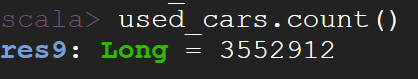 scala> used_cars.count()
res9: Long = 3552912